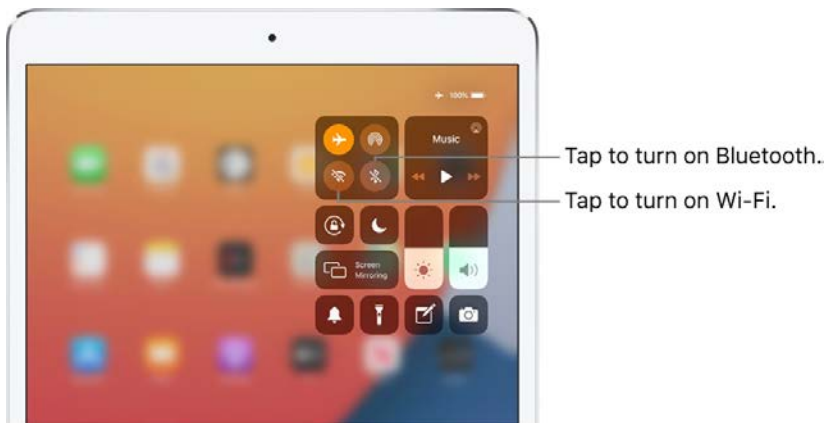 100%
Music
Tap to turn on Bluetooth.
Tap to turn on Wi-Fi.
Screen
Mirroring